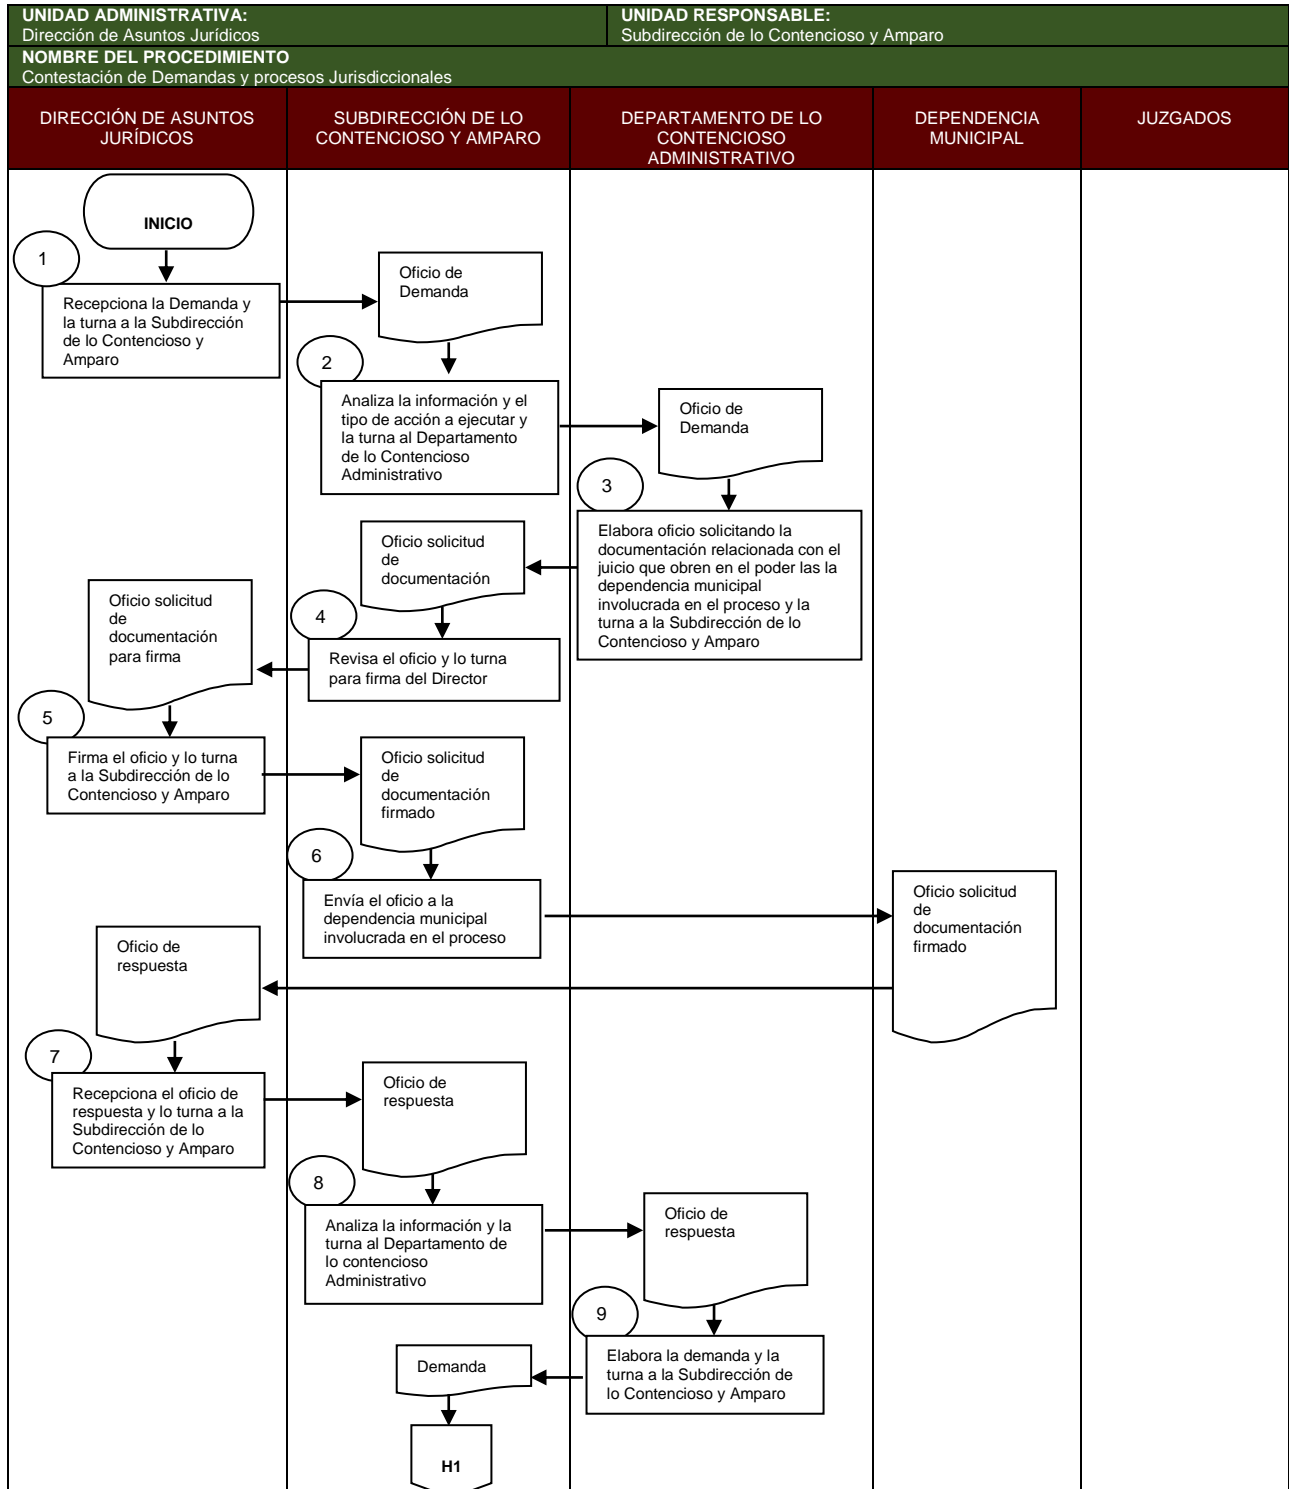 UNIDAD ADMINISTRATIVA:
Dirección de Asuntos Jurídicos
UNIDAD RESPONSABLE:
Subdirección de lo Contencioso y Amparo
NOMBRE DEL PROCEDIMIENTO
Contestación de Demandas y procesos Jurisdiccionales
DIRECCIÓN DE ASUNTOS
JURÍDICOS
SUBDIRECCIÓN DE LO
CONTENCIOSO Y AMPARO
DEPARTAMENTO DE LO
CONTENCIOSO
ADMINISTRATIVO
DEPENDENCIA
MUNICIPAL
JUZGADOS
INICIO
1
Recepciona la Demanda y
la turna a la Subdirección
de lo Contencioso y
Amparo
Oficio de
Demanda
2
Analiza la información y el
tipo de acción a ejecutar y
la turna al Departamento
de lo Contencioso
Administrativo
Oficio de
Demanda
3
Elabora oficio solicitando la
documentación relacionada con el
juicio que obren en el poder las la
dependencia municipal
involucrada en el proceso y la
turna a la Subdirección de lo
Contencioso y Amparo
Oficio solicitud
de
documentación
4
Revisa el oficio y lo turna
para firma del Director
Oficio solicitud
de
documentación
para firma
5
Firma el oficio y lo turna
a la Subdirección de lo
Contencioso y Amparo
Oficio solicitud
de
documentación
firmado
6
Envía el oficio a la
dependencia municipal
involucrada en el proceso
Oficio solicitud
de
documentación
firmado
Oficio de
respuesta
7
Recepciona el oficio de
respuesta y lo turna a la
Subdirección de lo
Contencioso y Amparo
Oficio de
respuesta
8
Analiza la información y la
turna al Departamento de
lo contencioso
Administrativo
Oficio de
respuesta
9
Elabora la demanda y la
turna a la Subdirección de
lo Contencioso y Amparo
Demanda
H1